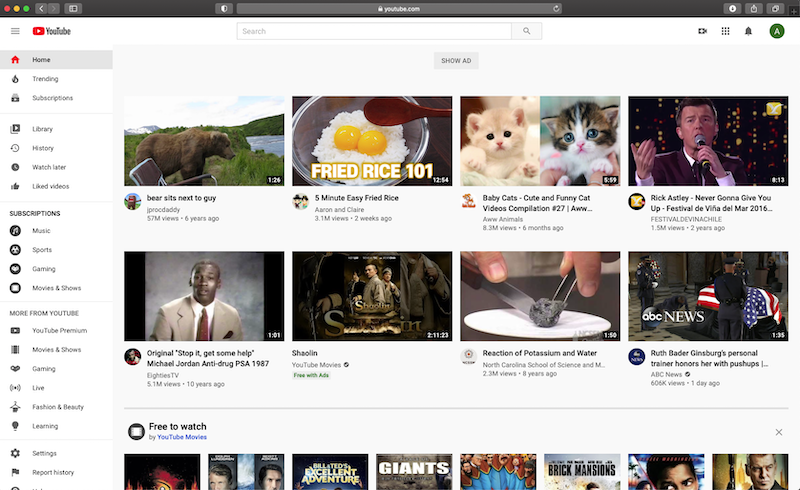 youtube.com
YouTube
Search
A
Home
Trending
Subscriptions
Library
History
Watch later
Liked videos
SUBSCRIPTIONS
Music
Sports
Gaming
Movies & Shows
MORE FROM YOUTUBE
YouTube Premium
Movies & Shows
Gaming
Live
Fashion & Beauty
Learning
Settings
Report history
SHOW AD
1:26
bear sits next to guy
jprocdaddy
57M views • 6 years ago
FRIED RICE 101
12:54
5 Minute Easy Fried Rice
Aaron and Claire
3.1M views • 2 weeks ago
5:59
Baby Cats - Cute and Funny Cat
Videos Compilation #27 | Aww...
Aww Animals
8.3M views • 6 months ago
8:13
Rick Astley - Never Gonna Give You
Up - Festival de Viña del Mar 2016...
FESTIVALDEVINACHILE
1.5M views • 2 years ago
1:01
Original "Stop it, get some help"
Michael Jordan Anti-drug PSA 1987
EightiesTV
5.1M views • 10 years ago
Shaolin
2:11:23
Shaolin
YouTube Movies
Free with Ads
1:50
Reaction of Potassium and Water
North Carolina School of Science and M...
2.3M views • 8 years ago
abc NEWS
1:35
Ruth Bader Ginsburg's personal
trainer honors her with pushups |...
ABC News
606K views • 1 day ago
Free to watch
by YouTube Movies
BILL & TED'S
EXCELLENT
ADVENTURE
GIANTS
BRICK MANSIONS